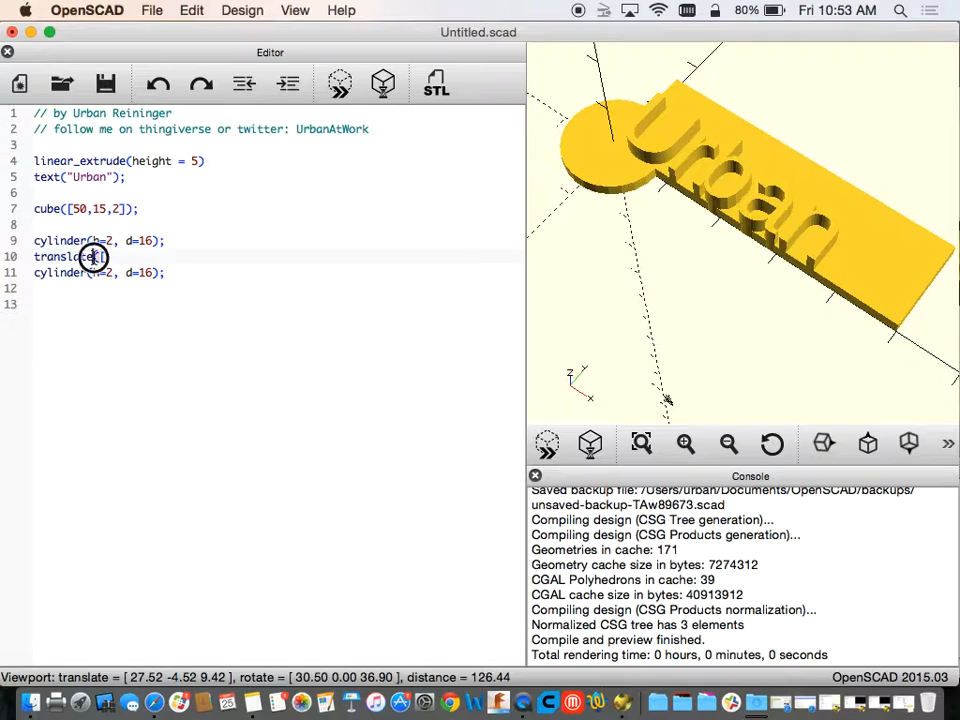 OpenSCAD File Edit Design View Help 80% Fri 10:53 AM
Untitled.scad
Editor
STL
1 // by Urban Reininger
2 // follow me on thingiverse or twitter: UrbanAtWork
3
4 linear_extrude(height = 5)
5 text("Urban");
6
7 cube([50,15,2]);
8
9 cylinder(h=2, d=16);
10 translate([
11 cylinder(h=2, d=16);
12
13
Urban
Z
Y
X
»
Console
Saved backup file: /Users/urban/Documents/OpenSCAD/backups/
unsaved-backup-TAw89673.scad
Compiling design (CSG Tree generation)...
Compiling design (CSG Products generation)...
Geometries in cache: 171
Geometry cache size in bytes: 7274312
CGAL Polyhedrons in cache: 39
CGAL cache size in bytes: 40913912
Compiling design (CSG Products normalization)...
Normalized CSG tree has 3 elements
Compile and preview finished.
Total rendering time: 0 hours, 0 minutes, 0 seconds
Viewport: translate = [ 27.52 -4.52 9.42 ], rotate = [ 30.50 0.00 36.90 ], distance = 126.44
OpenSCAD 2015.03